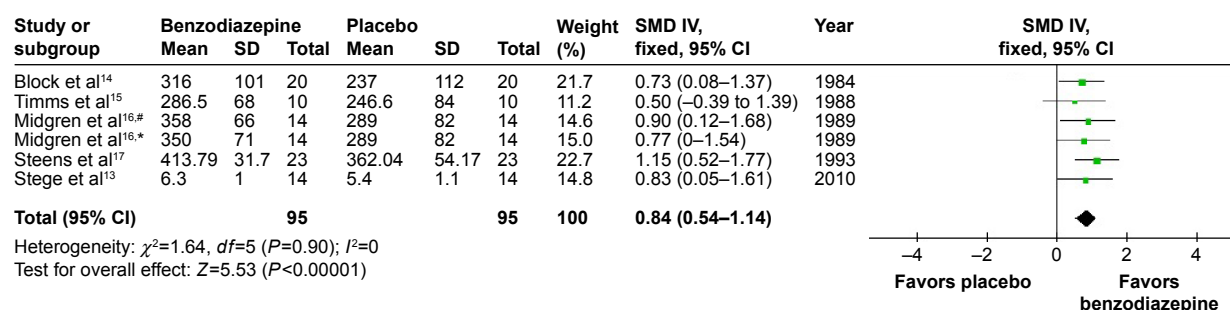 Study or subgroup Benzodiazepine Mean SD Total Placebo Mean SD Total Weight (%) SMD IV, fixed, 95% CI Year SMD IV, fixed, 95% CI
Block et al¹⁴ 316 101 20 237 112 20 21.7 0.73 (0.08–1.37) 1984
Timms et al¹⁵ 286.5 68 10 246.6 84 10 11.2 0.50 (–0.39 to 1.39) 1988
Midgren et al¹⁶,# 358 66 14 289 82 14 14.6 0.90 (0.12–1.68) 1989
Midgren et al¹⁶,* 350 71 14 289 82 14 15.0 0.77 (0–1.54) 1989
Steens et al¹⁷ 413.79 31.7 23 362.04 54.17 23 22.7 1.15 (0.52–1.77) 1993
Stege et al¹³ 6.3 1 14 5.4 1.1 14 14.8 0.83 (0.05–1.61) 2010
Total (95% CI) 95 95 100 0.84 (0.54–1.14)
Heterogeneity: χ²=1.64, df=5 (P=0.90); I²=0
Test for overall effect: Z=5.53 (P<0.00001)
–4 –2 0 2 4
Favors placebo Favors benzodiazepine